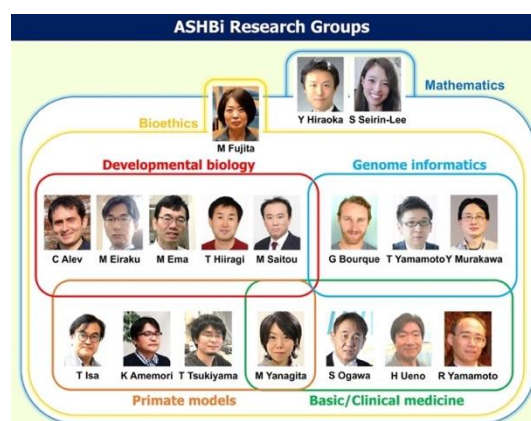 ASHBi Research Groups
Mathematics
Y Hiraoka S Seirin-Lee
Bioethics
M Fujita
Developmental biology Genome informatics
C Alev M Eiraku M Ema T Hiiragi M Saitou G Bourque T Yamamoto Y Murakawa
T Isa K Amemori T Tsukiyama M Yanagita S Ogawa H Ueno R Yamamoto
Primate models Basic/Clinical medicine